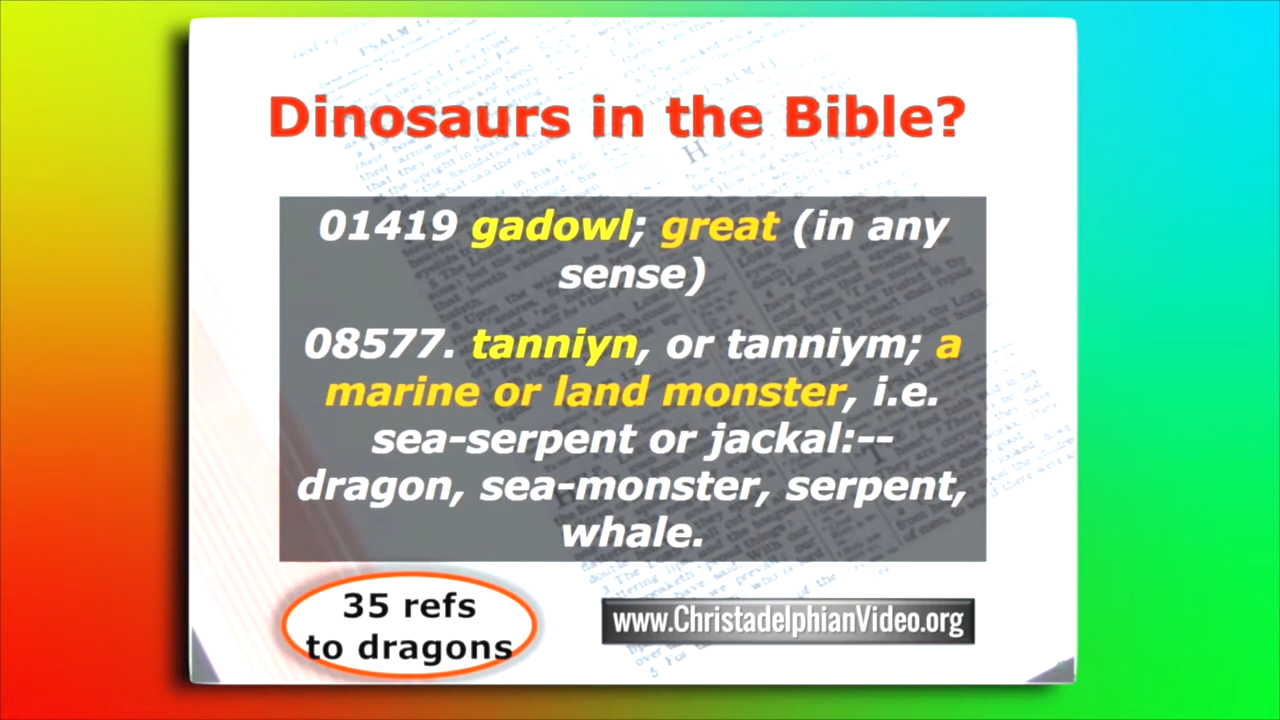 Dinosaurs in the Bible?
01419 gadowl; great (in any
sense)
08577. tanniyn, or tanniym; a
marine or land monster, i.e.
sea-serpent or jackal:--
dragon, sea-monster, serpent,
whale.
35 refs
to dragons
www.ChristadelphianVideo.org